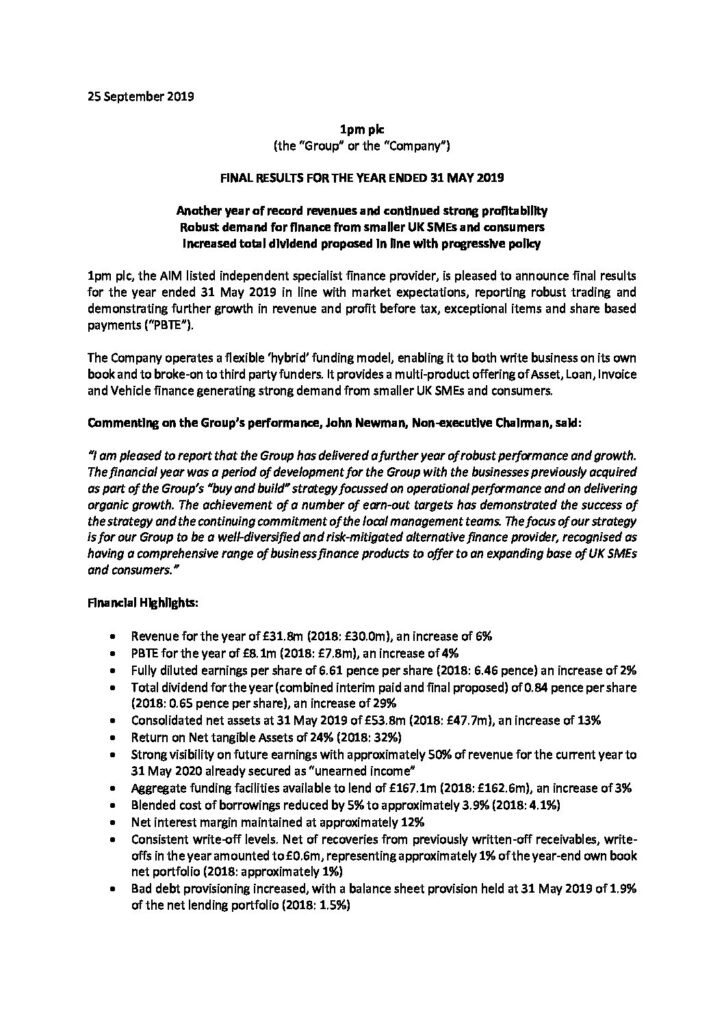 25 September 2019
1pm plc
(the “Group” or the “Company”)
FINAL RESULTS FOR THE YEAR ENDED 31 MAY 2019
Another year of record revenues and continued strong profitability
Robust demand for finance from smaller UK SMEs and consumers
Increased total dividend proposed in line with progressive policy
1pm plc, the AIM listed independent specialist finance provider, is pleased to announce final results
for the year ended 31 May 2019 in line with market expectations, reporting robust trading and
demonstrating further growth in revenue and profit before tax, exceptional items and share based
payments (“PBTE”).
The Company operates a flexible ‘hybrid’ funding model, enabling it to both write business on its own
book and to broke-on to third party funders. It provides a multi-product offering of Asset, Loan, Invoice
and Vehicle finance generating strong demand from smaller UK SMEs and consumers.
Commenting on the Group’s performance, John Newman, Non-executive Chairman, said:
“I am pleased to report that the Group has delivered a further year of robust performance and growth.
The financial year was a period of development for the Group with the businesses previously acquired
as part of the Group’s “buy and build” strategy focussed on operational performance and on delivering
organic growth. The achievement of a number of earn-out targets has demonstrated the success of
the strategy and the continuing commitment of the local management teams. The focus of our strategy
is for our Group to be a well-diversified and risk-mitigated alternative finance provider, recognised as
having a comprehensive range of business finance products to offer to an expanding base of UK SMEs
and consumers.”
Financial Highlights:
• Revenue for the year of £31.8m (2018: £30.0m), an increase of 6%
• PBTE for the year of £8.1m (2018: £7.8m), an increase of 4%
• Fully diluted earnings per share of 6.61 pence per share (2018: 6.46 pence) an increase of 2%
• Total dividend for the year (combined interim paid and final proposed) of 0.84 pence per share
(2018: 0.65 pence per share), an increase of 29%
• Consolidated net assets at 31 May 2019 of £53.8m (2018: £47.7m), an increase of 13%
• Return on Net tangible Assets of 24% (2018: 32%)
• Strong visibility on future earnings with approximately 50% of revenue for the current year to
31 May 2020 already secured as “unearned income”
• Aggregate funding facilities available to lend of £167.1m (2018: £162.6m), an increase of 3%
• Blended cost of borrowings reduced by 5% to approximately 3.9% (2018: 4.1%)
• Net interest margin maintained at approximately 12%
• Consistent write-off levels. Net of recoveries from previously written-off receivables, write-
offs in the year amounted to £0.6m, representing approximately 1% of the year-end own book
net portfolio (2018: approximately 1%)
• Bad debt provisioning increased, with a balance sheet provision held at 31 May 2019 of 1.9%
of the net lending portfolio (2018: 1.5%)